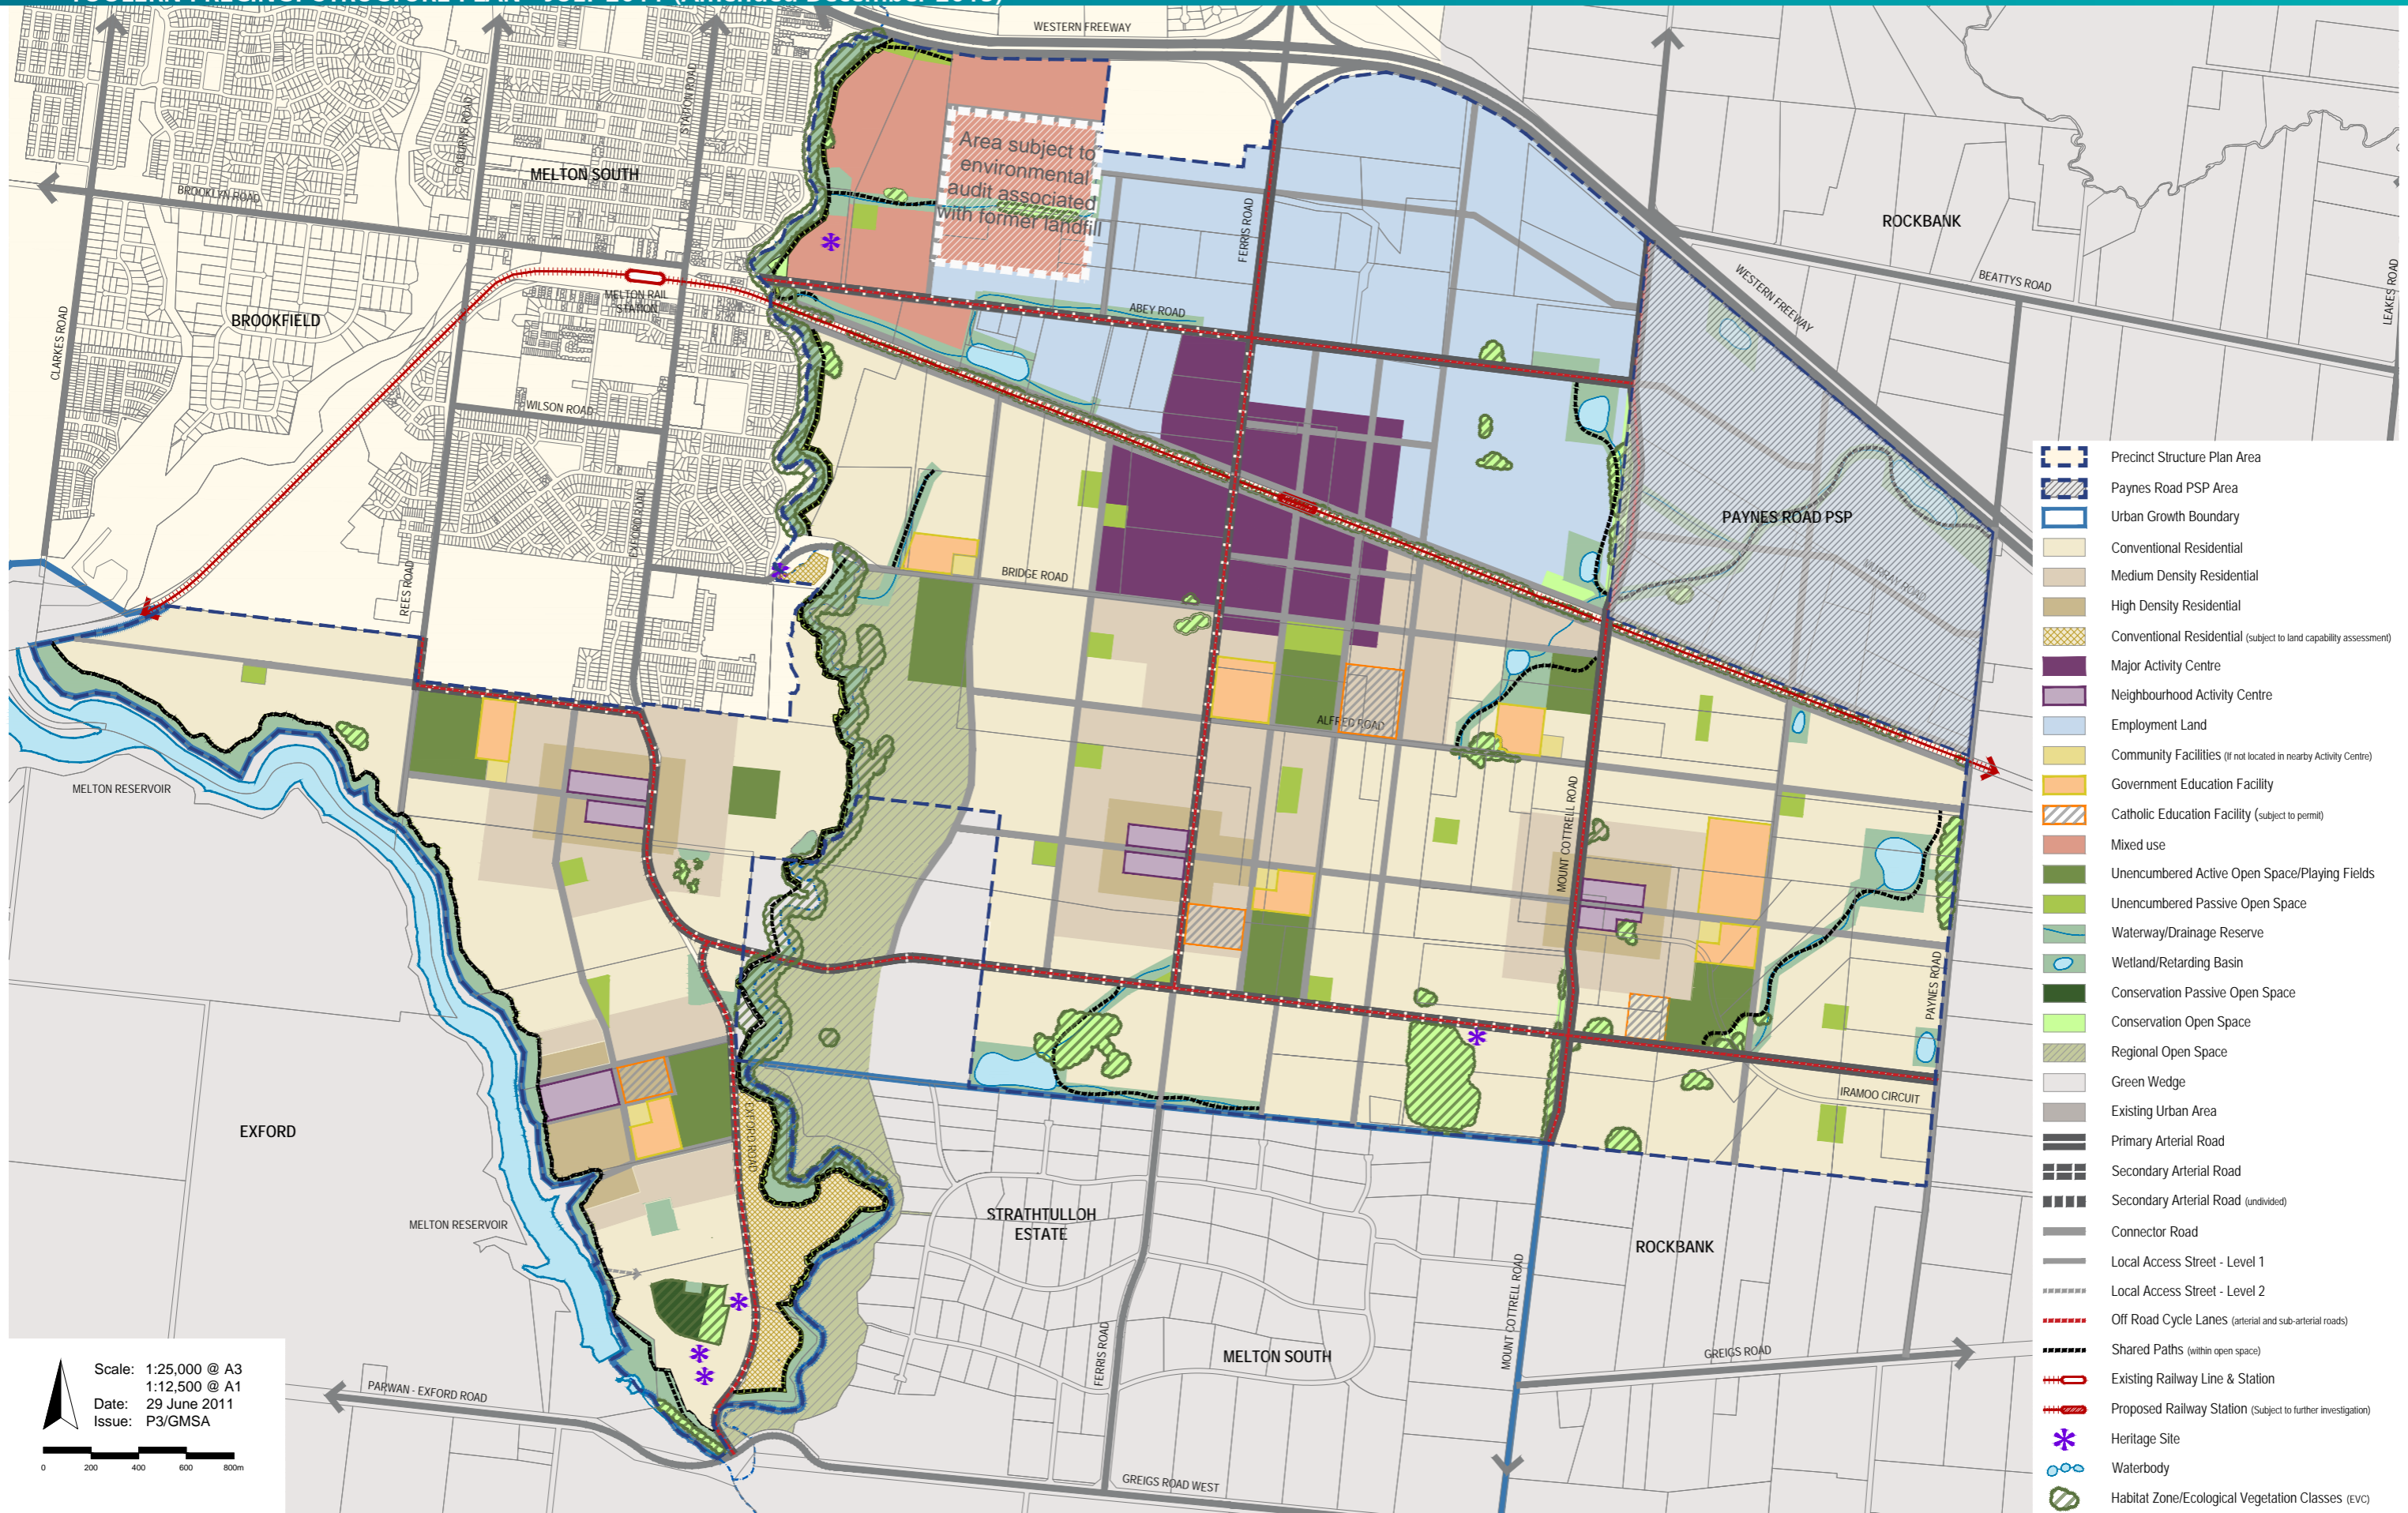 WESTERN FREEWAY
STATION ROAD
COBURNS ROAD
MELTON SOUTH
BROOKLYN ROAD
Area subject to
environmental
audit associated
with former landfill
FERRIS ROAD
ROCKBANK
BEATTYS ROAD
WESTERN FREEWAY
LEAKES ROAD
CLARKES ROAD
BROOKFIELD
MELTON RAIL
STATION
ABEY ROAD
WILSON ROAD
EXFORD ROAD
REES ROAD
BRIDGE ROAD
PAYNES ROAD PSP
MURRAY ROAD
ALFRED ROAD
MELTON RESERVOIR
MOUNT COTTRELL ROAD
PAYNES ROAD
IRAMOO CIRCUIT
EXFORD
EXFORD ROAD
MELTON RESERVOIR
STRATHTULLOH
ESTATE
ROCKBANK
MELTON SOUTH
FERRIS ROAD
MOUNT COTTRELL ROAD
GREIGS ROAD
PARWAN - EXFORD ROAD
GREIGS ROAD WEST
Scale: 1:25,000 @ A3
1:12,500 @ A1
Date: 29 June 2011
Issue: P3/GMSA
0 200 400 600 800m
Precinct Structure Plan Area
Paynes Road PSP Area
Urban Growth Boundary
Conventional Residential
Medium Density Residential
High Density Residential
Conventional Residential (subject to land capability assessment)
Major Activity Centre
Neighbourhood Activity Centre
Employment Land
Community Facilities (If not located in nearby Activity Centre)
Government Education Facility
Catholic Education Facility (subject to permit)
Mixed use
Unencumbered Active Open Space/Playing Fields
Unencumbered Passive Open Space
Waterway/Drainage Reserve
Wetland/Retarding Basin
Conservation Passive Open Space
Conservation Open Space
Regional Open Space
Green Wedge
Existing Urban Area
Primary Arterial Road
Secondary Arterial Road
Secondary Arterial Road (undivided)
Connector Road
Local Access Street - Level 1
Local Access Street - Level 2
Off Road Cycle Lanes (arterial and sub-arterial roads)
Shared Paths (within open space)
Existing Railway Line & Station
Proposed Railway Station (Subject to further investigation)
Heritage Site
Waterbody
Habitat Zone/Ecological Vegetation Classes (EVC)